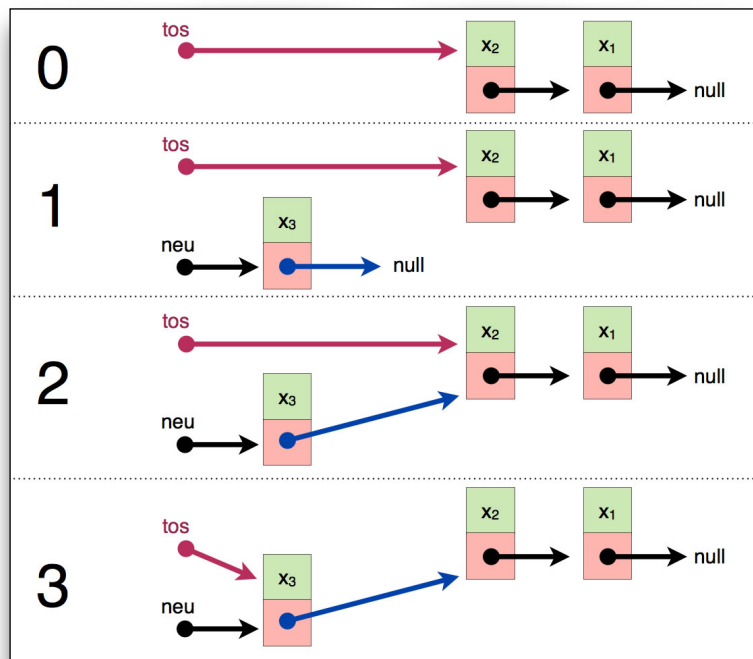 0
tos
x₂ x₁
null
1
tos
x₂ x₁
null
x₃
neu
null
2
tos
x₂ x₁
null
x₃
neu
3
tos
x₂ x₁
null
x₃
neu